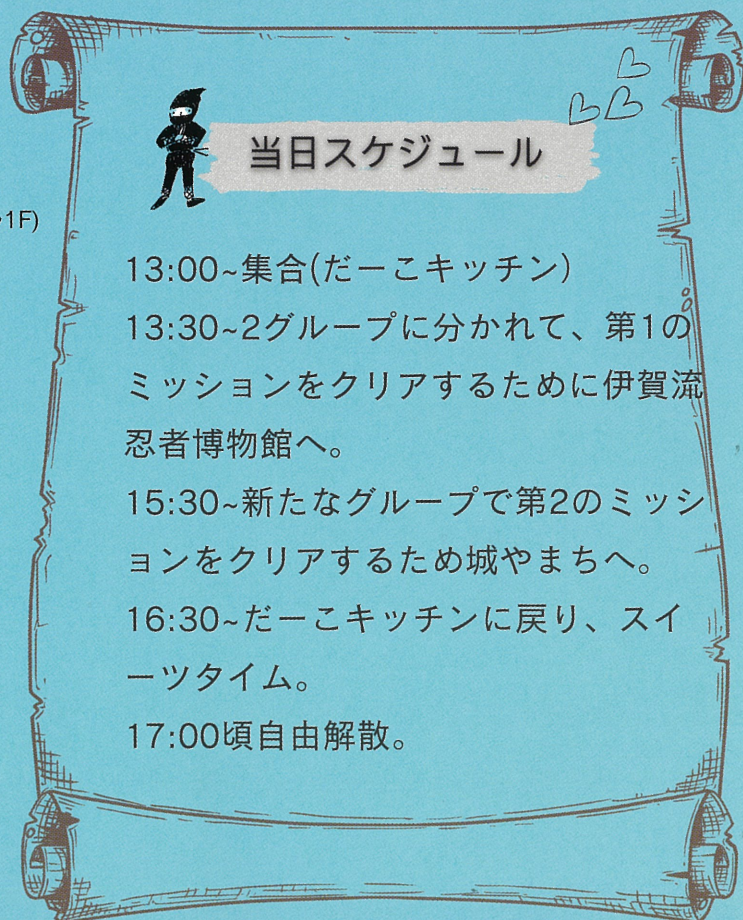 当日スケジュール
1F)
13:00~集合(だーこキッチン)
13:30~2グループに分かれて、第1の
ミッションをクリアするために伊賀流
忍者博物館へ。
15:30~新たなグループで第2のミッシ
ョンをクリアするため城やまちへ。
16:30~だーこキッチンに戻り、スイ
ーツタイム。
17:00頃自由解散。